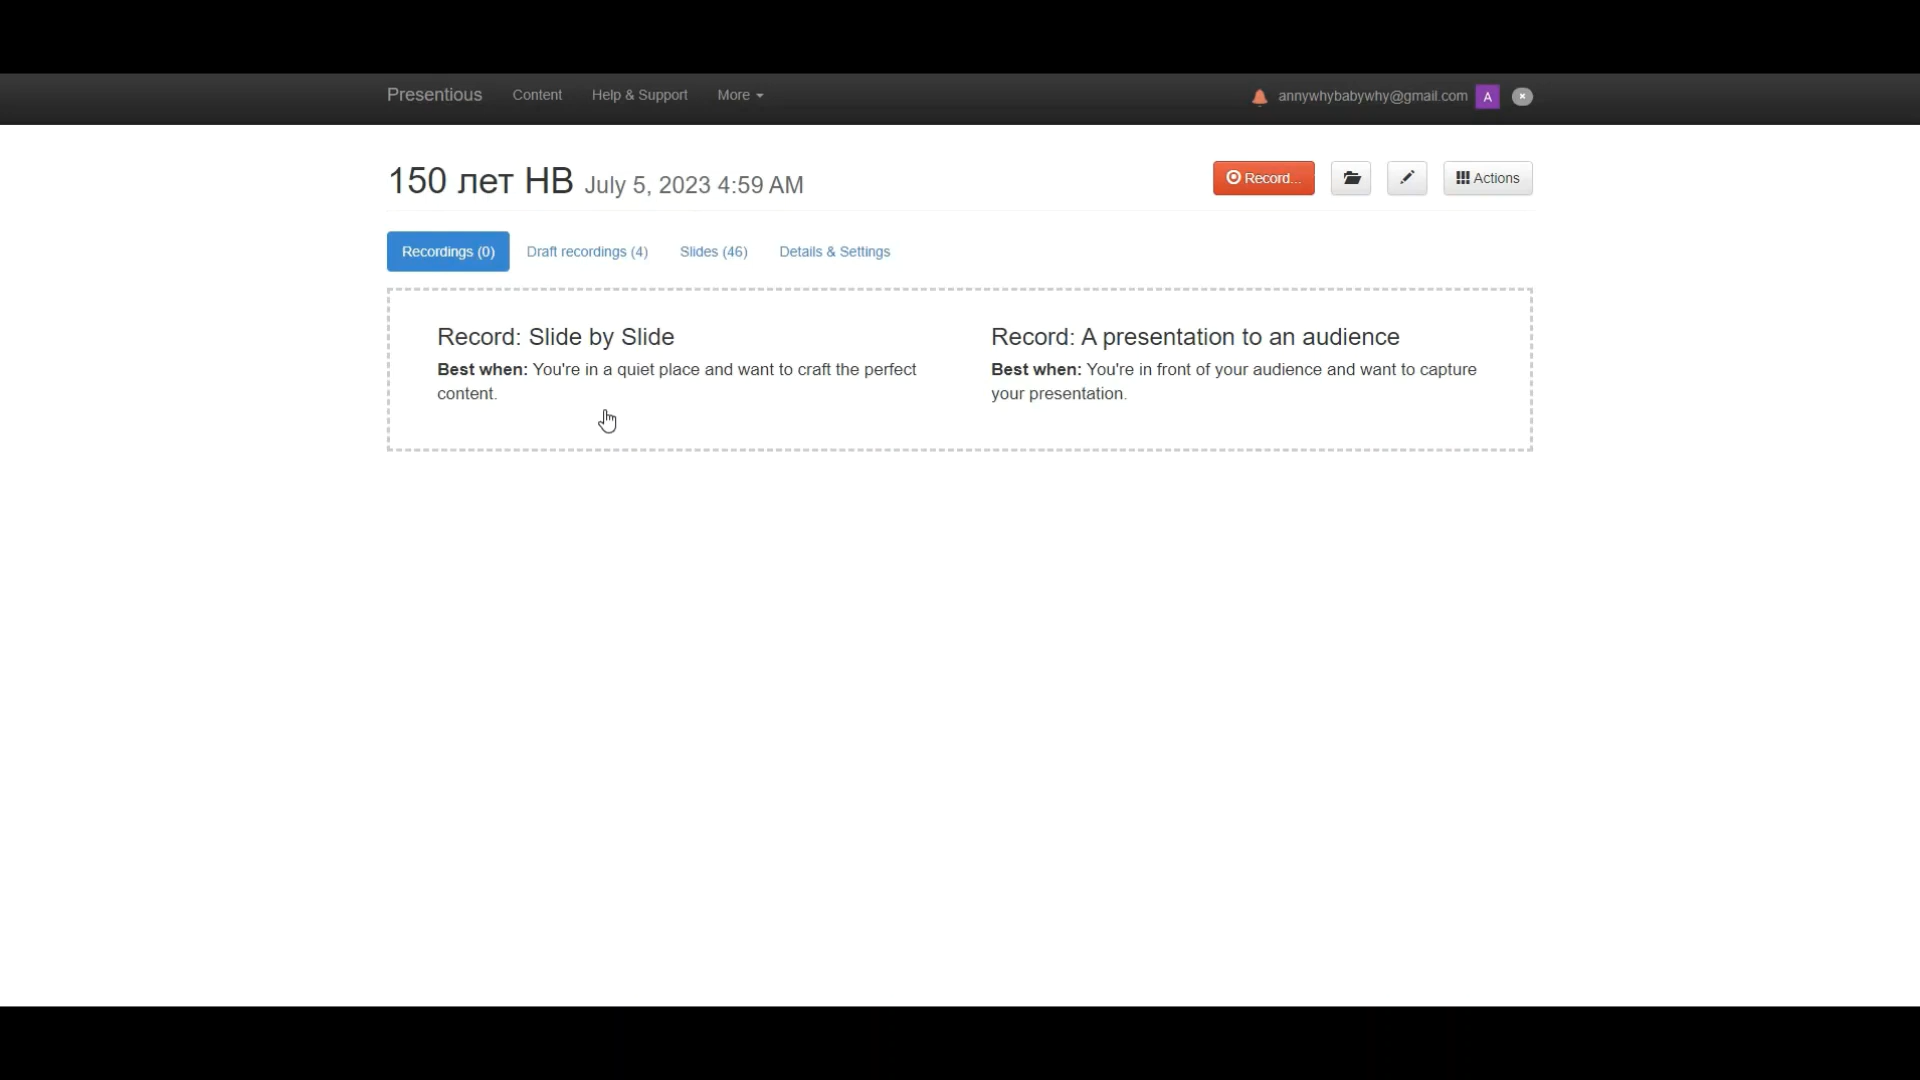 Presentious Content Help & Support More annywhybabywhy@gmail.com A
150 лет НВ July 5, 2023 4:59 AM
Record... Actions
Recordings (0) Draft recordings (4) Slides (46) Details & Settings
Record: Slide by Slide
Best when: You're in a quiet place and want to craft the perfect
content.
Record: A presentation to an audience
Best when: You're in front of your audience and want to capture
your presentation.